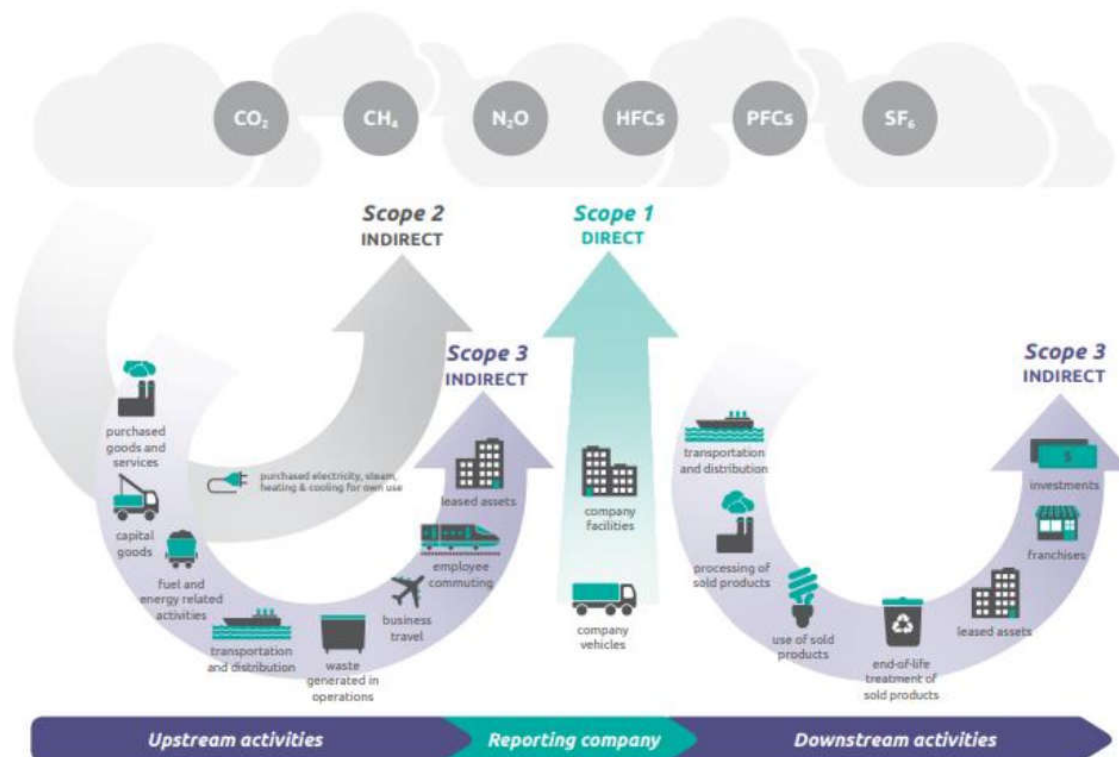 CO₂
CH₄
N₂O
HFCs
PFCs
SF₆
Scope 2
INDIRECT
Scope 1
DIRECT
Scope 3
INDIRECT
Scope 3
INDIRECT
purchased
goods and
services
capital
goods
fuel and
energy related
activities
transportation
and distribution
waste
generated in
operations
business
travel
employee
commuting
leased assets
purchased electricity, steam,
heating & cooling for own use
company
facilities
company
vehicles
transportation
and distribution
processing of
sold products
use of sold
products
end-of-life
treatment of
sold products
leased assets
franchises
$
investments
Upstream activities
Reporting company
Downstream activities